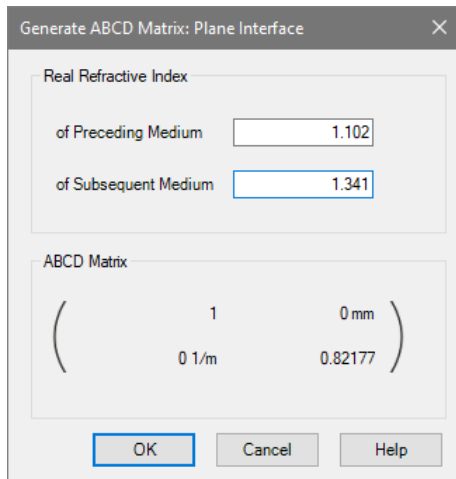 Generate ABCD Matrix: Plane Interface
Real Refractive Index
of Preceding Medium 1.102
of Subsequent Medium 1.341
ABCD Matrix
1 0 mm
0 1/m 0.82177
OK Cancel Help